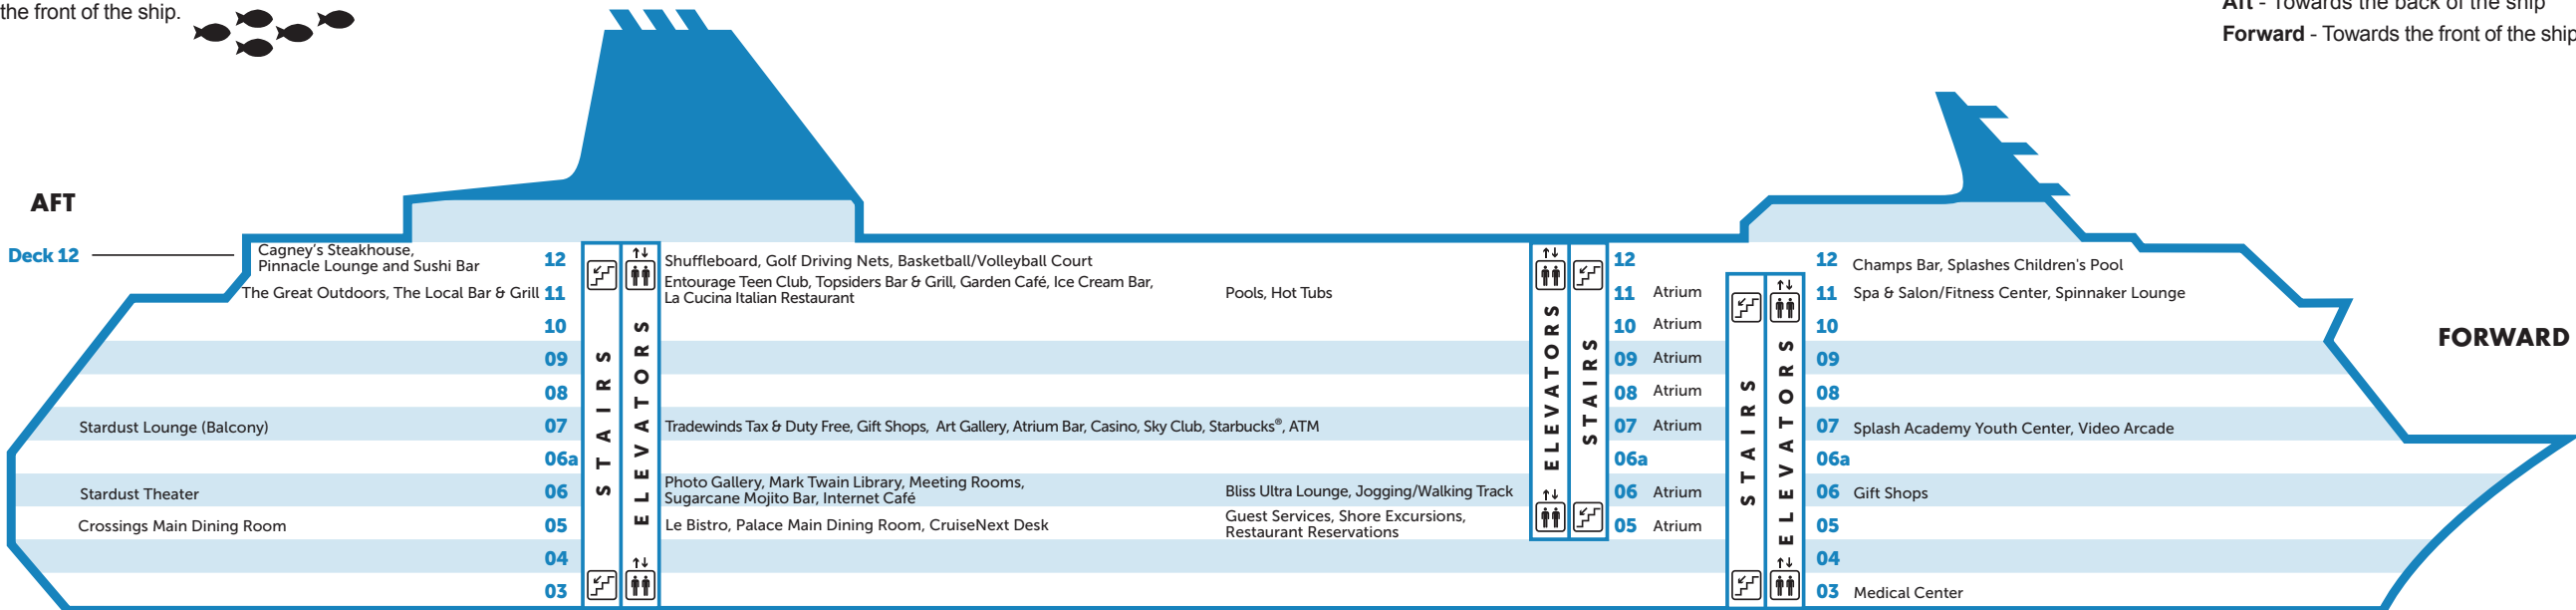 the front of the ship.
Aft - Towards the back of the ship
Forward - Towards the front of the ship
AFT
FORWARD
Deck 12
Cagney's Steakhouse,
Pinnacle Lounge and Sushi Bar
12
Shuffleboard, Golf Driving Nets, Basketball/Volleyball Court
12
12
Champs Bar, Splashes Children's Pool
The Great Outdoors, The Local Bar & Grill
11
Entourage Teen Club, Topsiders Bar & Grill, Garden Café, Ice Cream Bar,
La Cucina Italian Restaurant
Pools, Hot Tubs
11
Atrium
11
Spa & Salon/Fitness Center, Spinnaker Lounge
10
10
Atrium
10
09
09
Atrium
09
08
08
Atrium
08
Stardust Lounge (Balcony)
07
Tradewinds Tax & Duty Free, Gift Shops, Art Gallery, Atrium Bar, Casino, Sky Club, Starbucks®, ATM
07
Atrium
07
Splash Academy Youth Center, Video Arcade
06a
06a
06a
Stardust Theater
06
Photo Gallery, Mark Twain Library, Meeting Rooms,
Sugarcane Mojito Bar, Internet Café
Bliss Ultra Lounge, Jogging/Walking Track
06
Atrium
06
Gift Shops
Crossings Main Dining Room
05
Le Bistro, Palace Main Dining Room, CruiseNext Desk
Guest Services, Shore Excursions,
Restaurant Reservations
05
Atrium
05
04
04
03
03
Medical Center
STAIRS
ELEVATORS
ELEVATORS
STAIRS
STAIRS
ELEVATORS